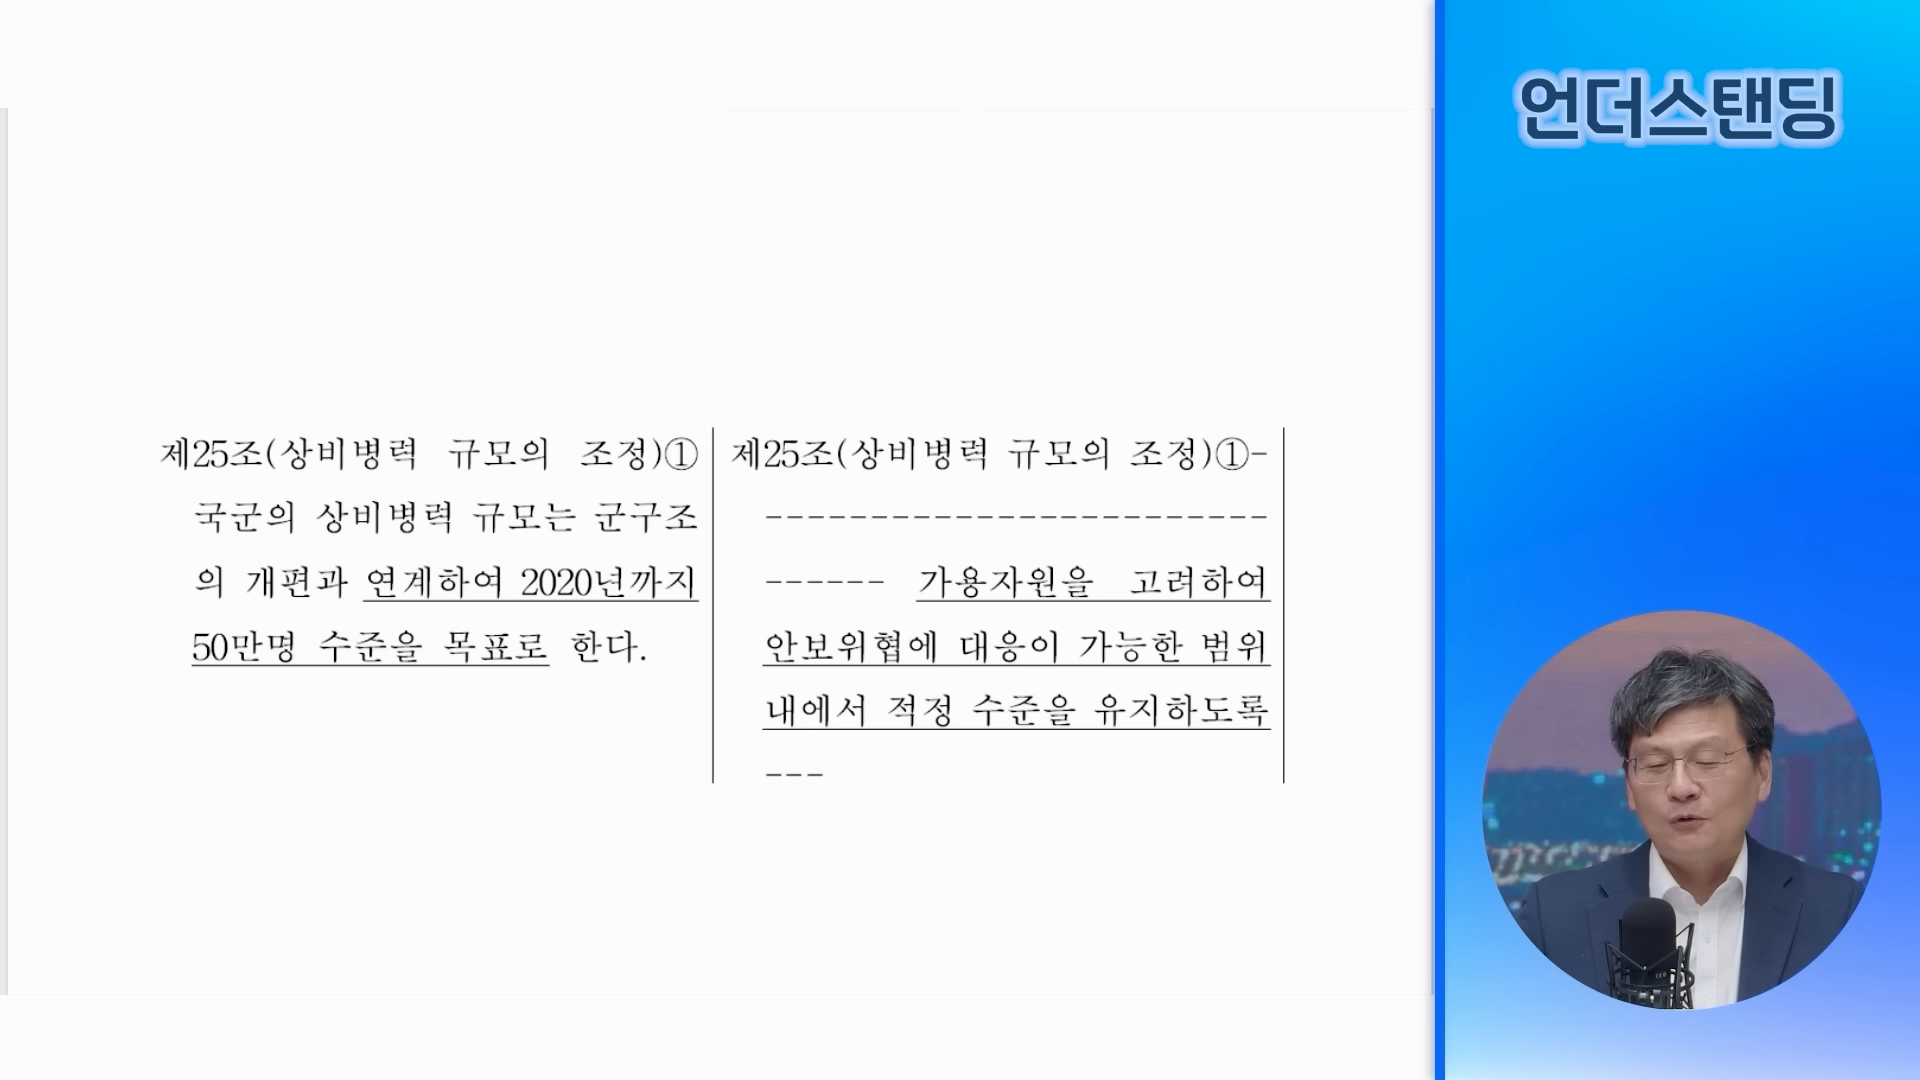 언더스탠딩
제25조(상비병력 규모의 조정)①
국군의 상비병력 규모는 군구조
의 개편과 연계하여 2020년까지
50만명 수준을 목표로 한다.
제25조(상비병력 규모의 조정)①-
------------------------
------ 가용자원을 고려하여
안보위협에 대응이 가능한 범위
내에서 적정 수준을 유지하도록
---